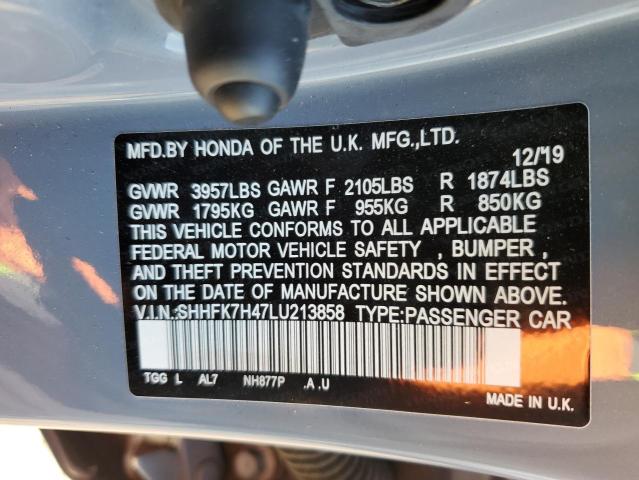 MFD.BY HONDA OF THE U.K. MFG.,LTD.
12/'19
GVWR 3957LBS GAWR F 2105LBS R 1874LBS
GVWR 1795KG GAWR F 955KG R 850KG
THIS VEHICLE CONFORMS TO ALL APPLICABLE
FEDERAL MOTOR VEHICLE SAFETY , BUMPER ,
AND THEFT PREVENTION STANDARDS IN EFFECT
ON THE DATE OF MANUFACTURE SHOWN ABOVE.
V.I.N.:SHHFK7H47LU213858 TYPE:PASSENGER CAR
TGG L AL7 NH877P .A .U
MADE IN U.K.